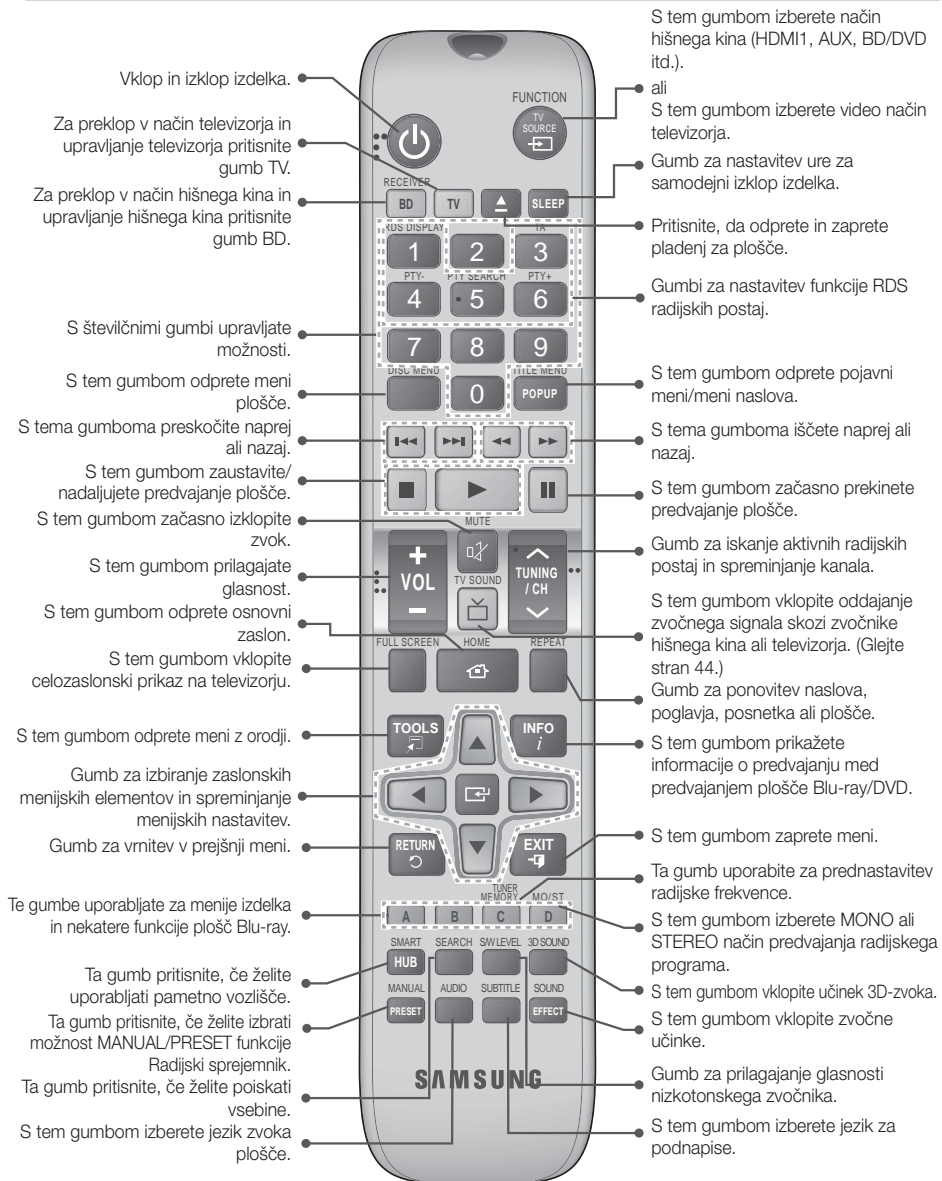 Vklop in izklop izdelka.
Za preklop v način televizorja in
upravljanje televizorja pritisnite
gumb TV.
Za preklop v način hišnega kina in
upravljanje hišnega kina pritisnite
gumb BD.
S številčnimi gumbi upravljate
možnosti.
S tem gumbom odprete meni
plošče.
S tema gumboma preskočite naprej
ali nazaj.
S tem gumbom zaustavite/
nadaljujete predvajanje plošče.
S tem gumbom začasno izklopite
zvok.
S tem gumbom prilagajate
glasnost.
S tem gumbom odprete osnovni
zaslon.
S tem gumbom vklopite
celozaslonski prikaz na televizorju.
S tem gumbom odprete meni z orodji.
Gumb za izbiranje zaslonskih
menijskih elementov in spreminjanje
menijskih nastavitev.
Gumb za vrnitev v prejšnji meni.
Te gumbe uporabljate za menije izdelka
in nekatere funkcije plošč Blu-ray.
Ta gumb pritisnite, če želite
uporabljati pametno vozlišče.
Ta gumb pritisnite, če želite izbrati
možnost MANUAL/PRESET funkcije
Radijski sprejemnik.
Ta gumb pritisnite, če želite poiskati
vsebine.
S tem gumbom izberete jezik zvoka
plošče.
FUNCTION
TV
SOURCE
RECEIVER
BD TV SLEEP
RDS DISPLAY TA
1 2 3
PTY- PTY SEARCH PTY+
4 5 6
7 8 9
DISC MENU TITLE MENU
0 POPUP
MUTE
+ VOL −
TUNING
/ CH
TV SOUND
FULL SCREEN HOME REPEAT
TOOLS INFO
i
RETURN EXIT
TUNER
MEMORY MO/ST
A B C D
SMART SEARCH S/W LEVEL 3D SOUND
HUB
MANUAL AUDIO SUBTITLE SOUND
PRESET EFFECT
SAMSUNG
S tem gumbom izberete način
hišnega kina (HDMI1, AUX, BD/DVD
itd.).
ali
S tem gumbom izberete video način
televizorja.
Gumb za nastavitev ure za
samodejni izklop izdelka.
Pritisnite, da odprete in zaprete
pladenj za plošče.
Gumbi za nastavitev funkcije RDS
radijskih postaj.
S tem gumbom odprete pojavni
meni/meni naslova.
S tema gumboma iščete naprej ali
nazaj.
S tem gumbom začasno prekinete
predvajanje plošče.
Gumb za iskanje aktivnih radijskih
postaj in spreminjanje kanala.
S tem gumbom vklopite oddajanje
zvočnega signala skozi zvočnike
hišnega kina ali televizorja. (Glejte
stran 44.)
Gumb za ponovitev naslova,
poglavja, posnetka ali plošče.
S tem gumbom prikažete
informacije o predvajanju med
predvajanjem plošče Blu-ray/DVD.
S tem gumbom zaprete meni.
Ta gumb uporabite za prednastavitev
radijske frekvence.
S tem gumbom izberete MONO ali
STEREO način predvajanja radijskega
programa.
S tem gumbom vklopite učinek 3D-zvoka.
S tem gumbom vklopite zvočne
učinke.
Gumb za prilagajanje glasnosti
nizkotonskega zvočnika.
S tem gumbom izberete jezik za
podnapise.